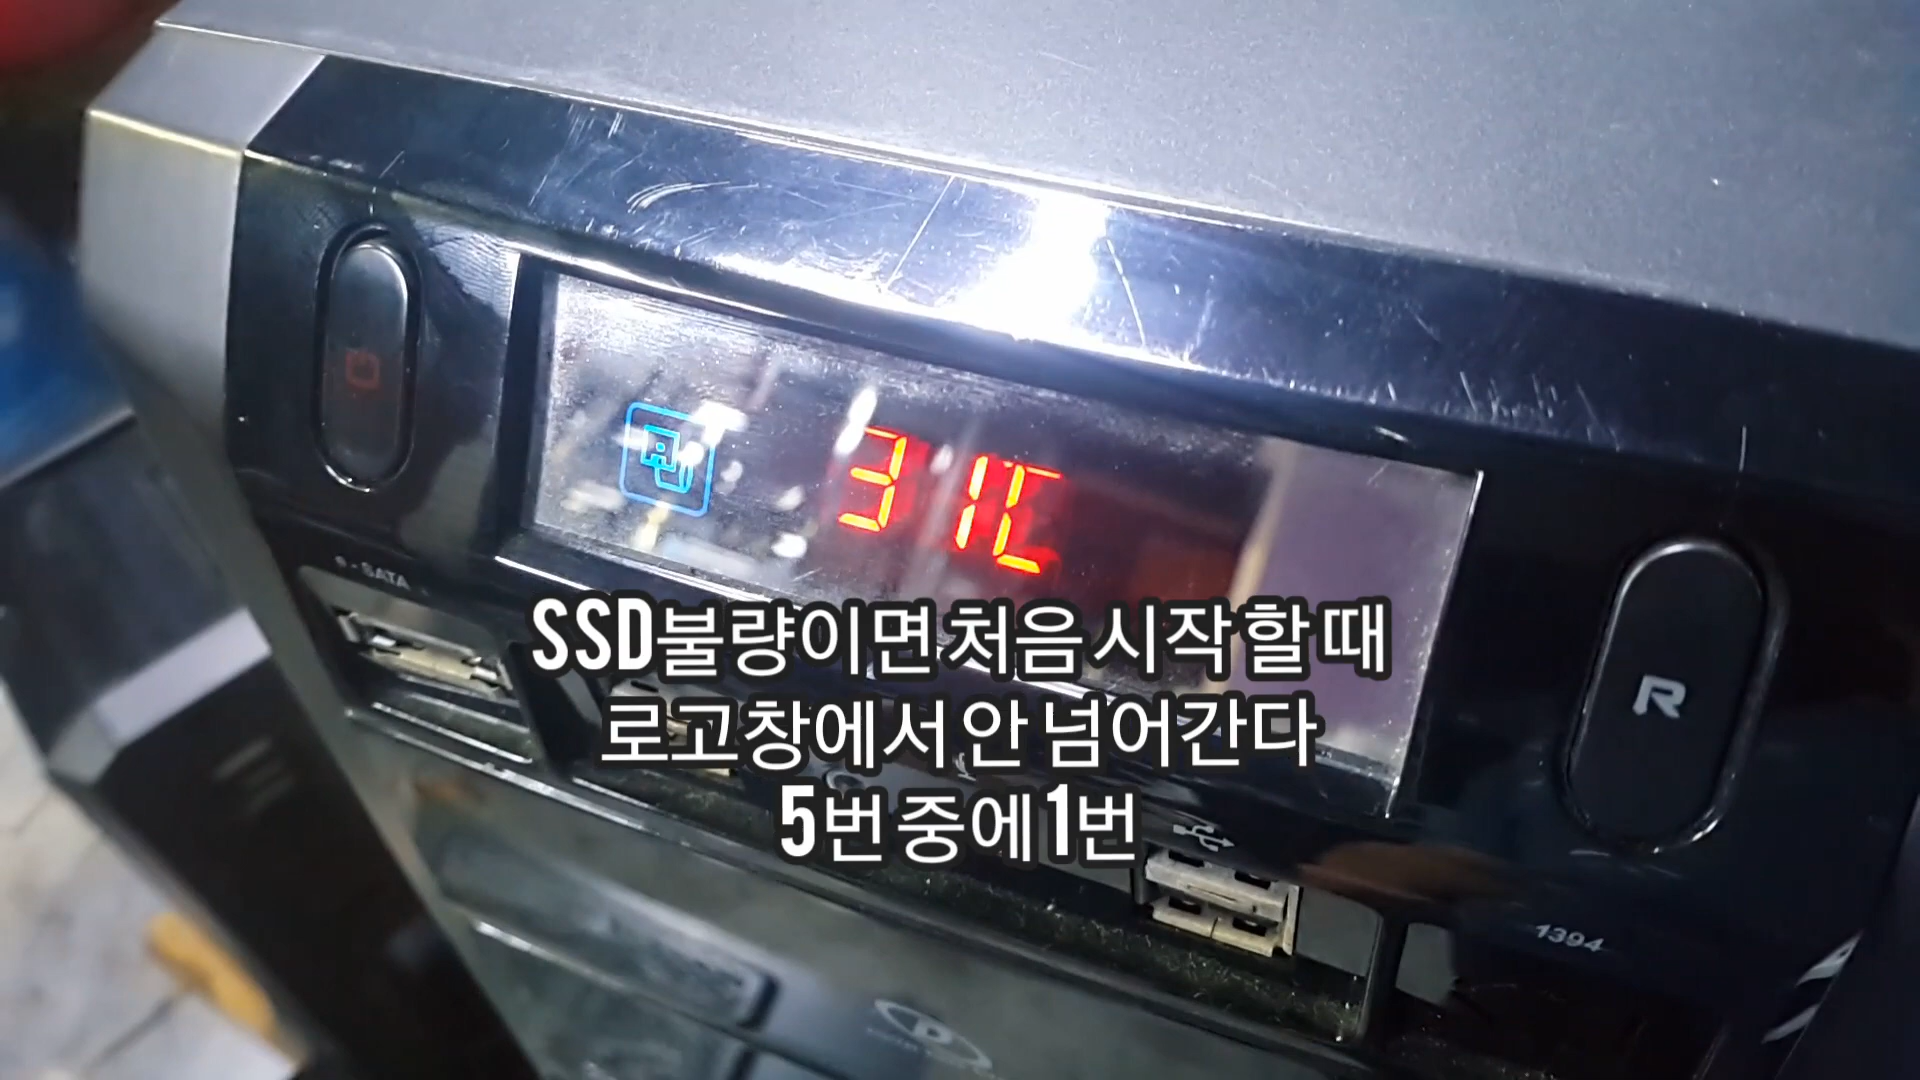 31C
e-SATA
R
SSD불량이면 처음 시작 할 때
로고 창에서 안 넘어간다
5번 중에 1번
1394